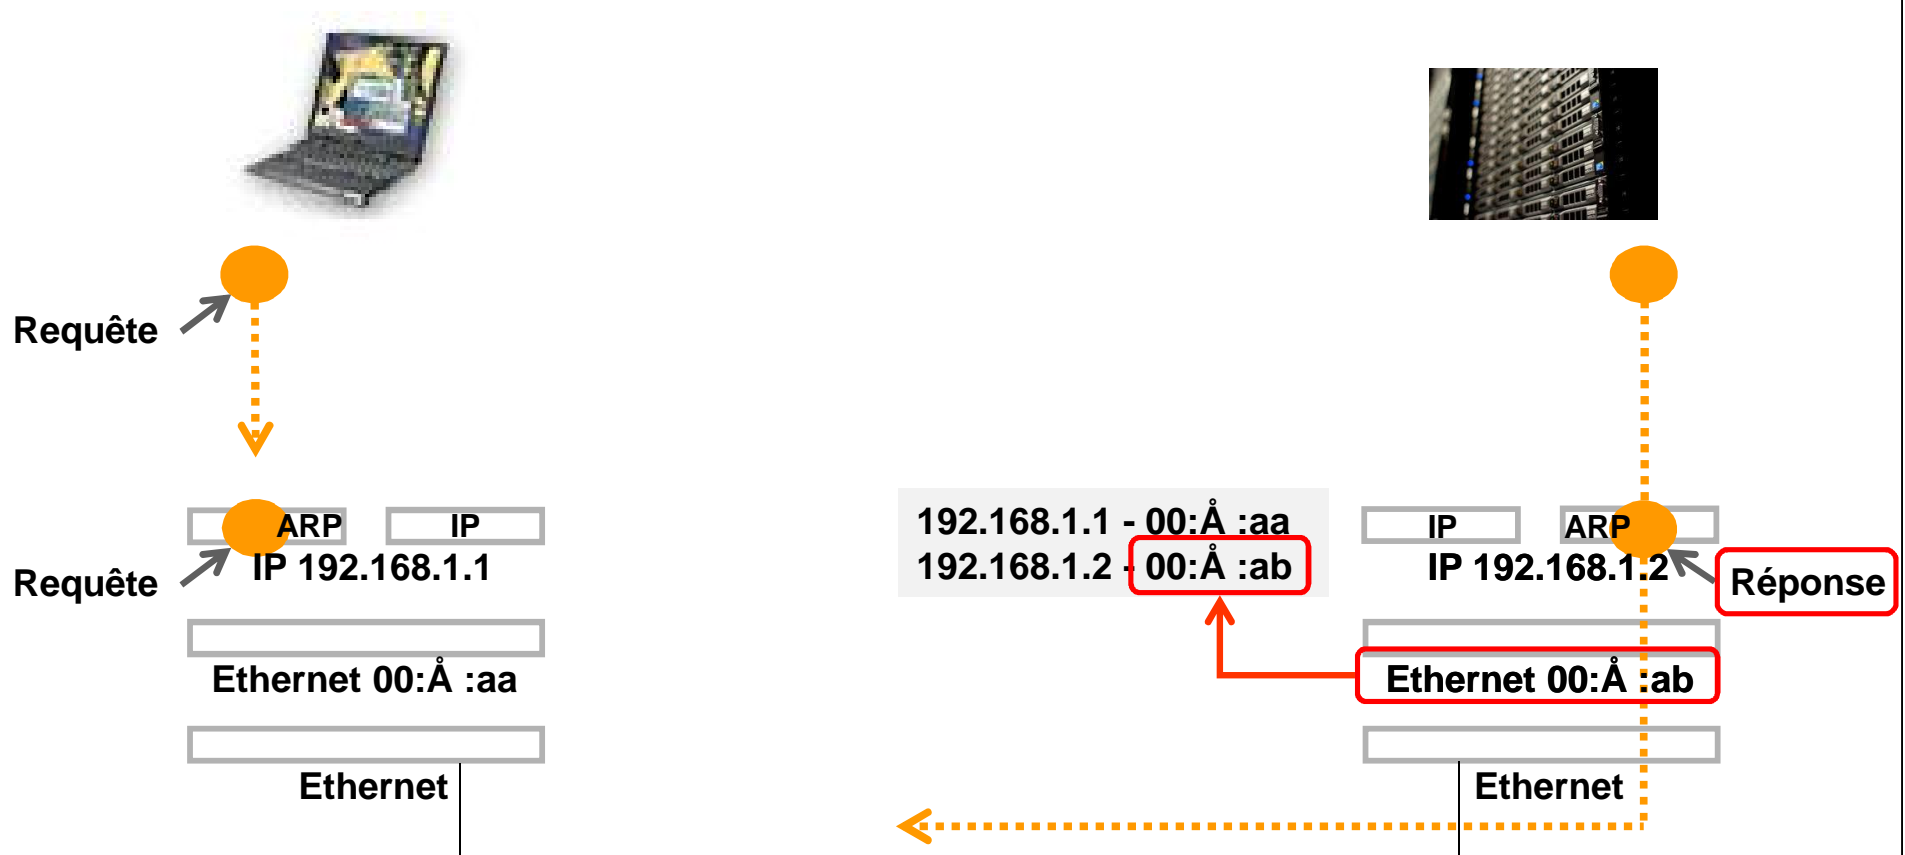 Requête
ARP
IP
IP 192.168.1.1
Requête
192.168.1.1 - 00:Å :aa
192.168.1.2 - 00:Å :ab
IP
ARP
IP 192.168.1.2
Réponse
Ethernet 00:Å :aa
Ethernet 00:Å :ab
Ethernet
Ethernet